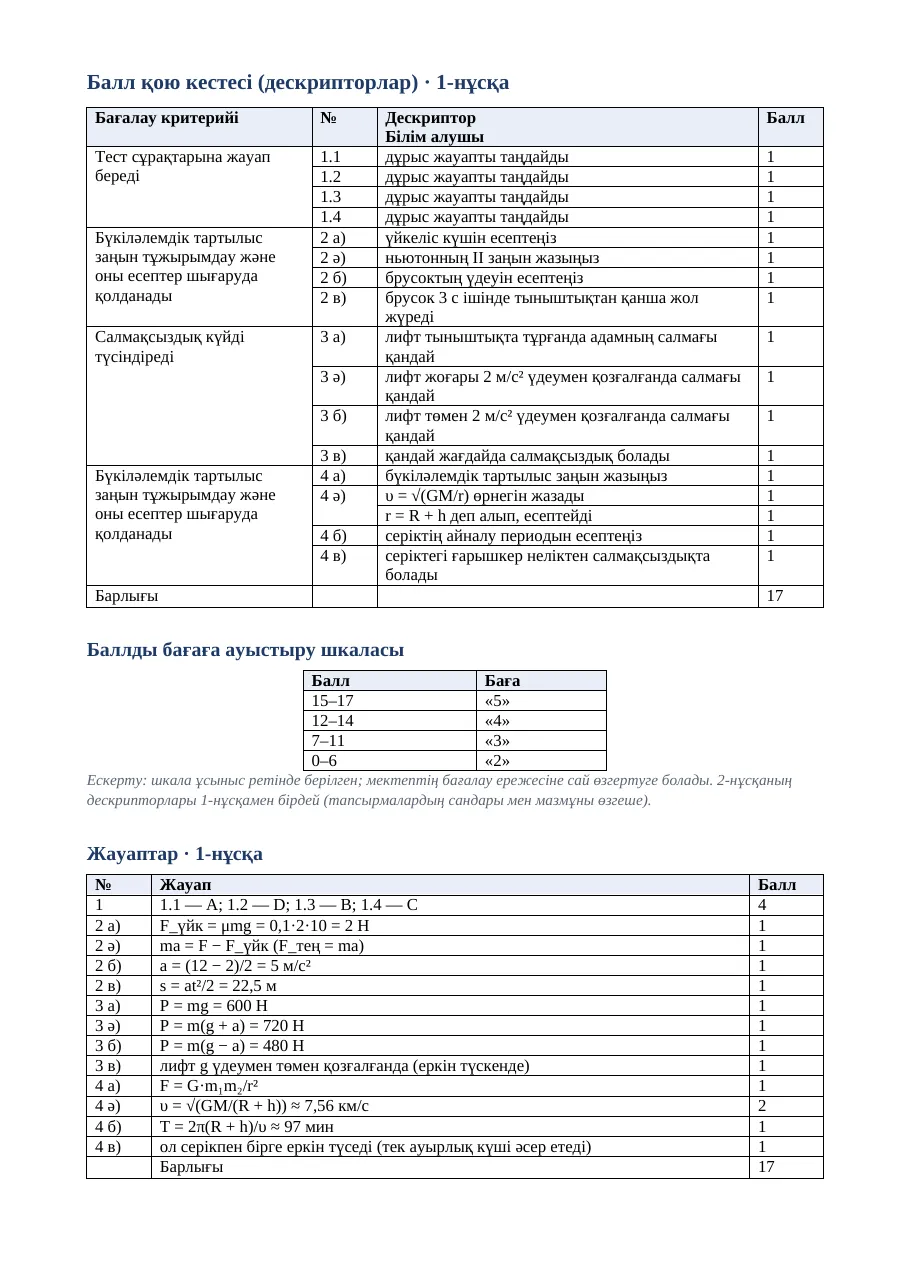 Балл қою кестесі (дескрипторлар) · 1-нұсқа
Бағалау критерийі № Дескриптор Балл
Білім алушы
Тест сұрақтарына жауап 1.1 дұрыс жауапты таңдайды 1
береді 1.2 дұрыс жауапты таңдайды 1
1.3 дұрыс жауапты таңдайды 1
1.4 дұрыс жауапты таңдайды 1
Бүкіләлемдік тартылыс 2 а) үйкеліс күшін есептеңіз 1
заңын тұжырымдау және 2 ә) ньютонның II заңын жазыңыз 1
оны есептер шығаруда 2 б) брусоктың үдеуін есептеңіз 1
қолданады 2 в) брусок 3 с ішінде тыныштықтан қанша жол 1
жүреді
Салмақсыздық күйді 3 а) лифт тыныштықта тұрғанда адамның салмағы 1
түсіндіреді қандай
3 ә) лифт жоғары 2 м/с² үдеумен қозғалғанда салмағы 1
қандай
3 б) лифт төмен 2 м/с² үдеумен қозғалғанда салмағы 1
қандай
3 в) қандай жағдайда салмақсыздық болады 1
Бүкіләлемдік тартылыс 4 а) бүкіләлемдік тартылыс заңын жазыңыз 1
заңын тұжырымдау және 4 ә) υ = √(GM/r) өрнегін жазады 1
оны есептер шығаруда r = R + h деп алып, есептейді 1
қолданады 4 б) серіктің айналу периодын есептеңіз 1
4 в) серіктегі ғарышкер неліктен салмақсыздықта 1
болады
Барлығы 17
Баллды бағаға ауыстыру шкаласы
Балл Баға
15–17 «5»
12–14 «4»
7–11 «3»
0–6 «2»
Ескерту: шкала ұсыныс ретінде берілген; мектептің бағалау ережесіне сай өзгертуге болады. 2-нұсқаның
дескрипторлары 1-нұсқамен бірдей (тапсырмалардың сандары мен мазмұны өзгеше).
Жауаптар · 1-нұсқа
№ Жауап Балл
1 1.1 — A; 1.2 — D; 1.3 — B; 1.4 — C 4
2 а) F_үйк = μmg = 0,1·2·10 = 2 Н 1
2 ә) ma = F − F_үйк (F_тең = ma) 1
2 б) a = (12 − 2)/2 = 5 м/с² 1
2 в) s = at²/2 = 22,5 м 1
3 а) P = mg = 600 Н 1
3 ә) P = m(g + a) = 720 Н 1
3 б) P = m(g − a) = 480 Н 1
3 в) лифт g үдеумен төмен қозғалғанда (еркін түскенде) 1
4 а) F = G·m₁m₂/r² 1
4 ә) υ = √(GM/(R + h)) ≈ 7,56 км/с 2
4 б) T = 2π(R + h)/υ ≈ 97 мин 1
4 в) ол серікпен бірге еркін түседі (тек ауырлық күші әсер етеді) 1
Барлығы 17